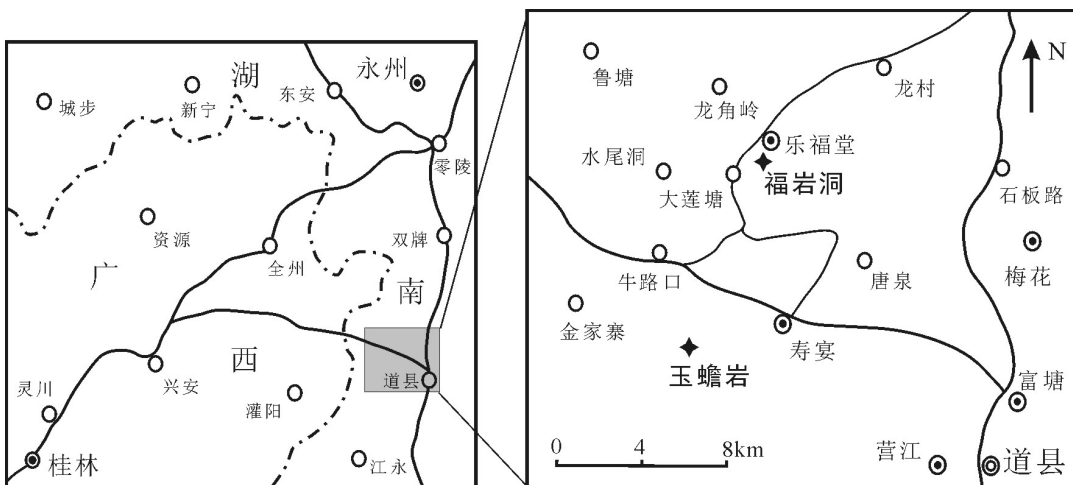 湖
永州
城步
新宁
东安
零陵
资源
双牌
全州
广
南
西
兴安
道县
灵川
灌阳
桂林
江永
鲁塘
N
龙角岭
龙村
乐福堂
水尾洞
福岩洞
大莲塘
石板路
牛路口
唐泉
梅花
金家寨
寿宴
玉蟾岩
富塘
0 4 8km
营江
道县